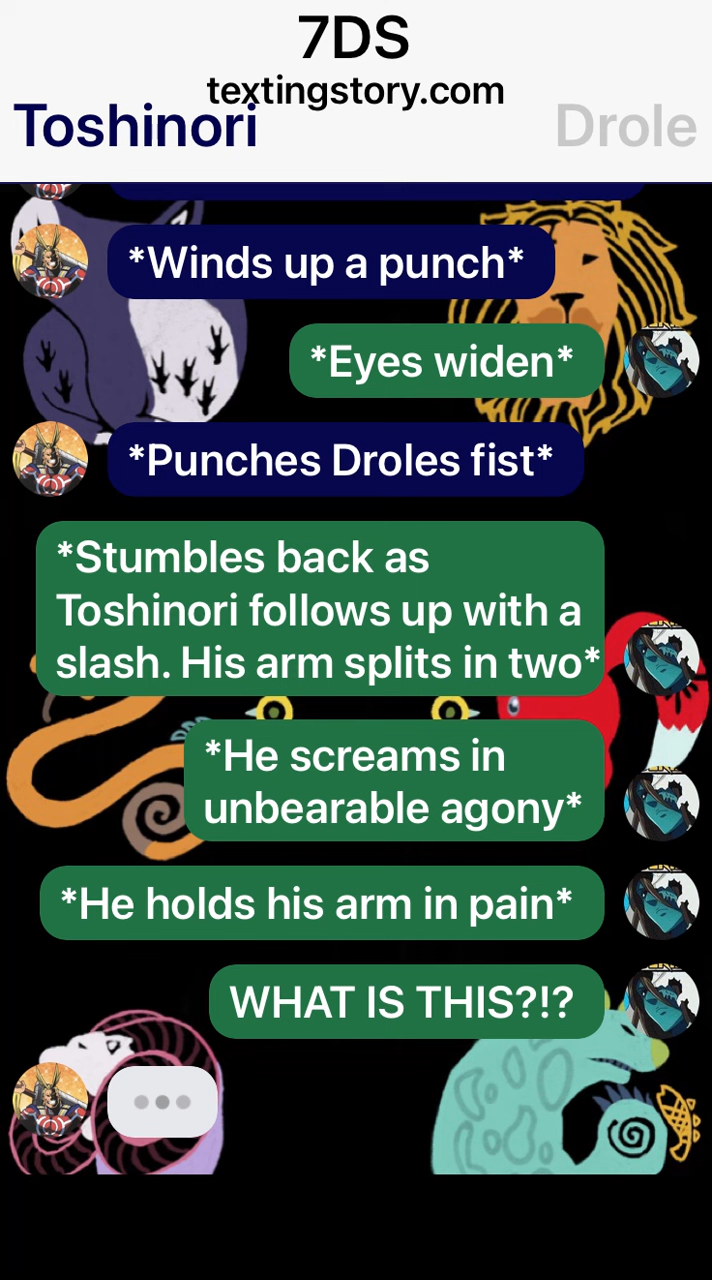 7DS
textingstory.com
Toshinori
Drole
*Winds up a punch*
*Eyes widen*
*Punches Droles fist*
*Stumbles back as
Toshinori follows up with a
slash. His arm splits in two*
*He screams in
unbearable agony*
*He holds his arm in pain*
WHAT IS THIS?!?